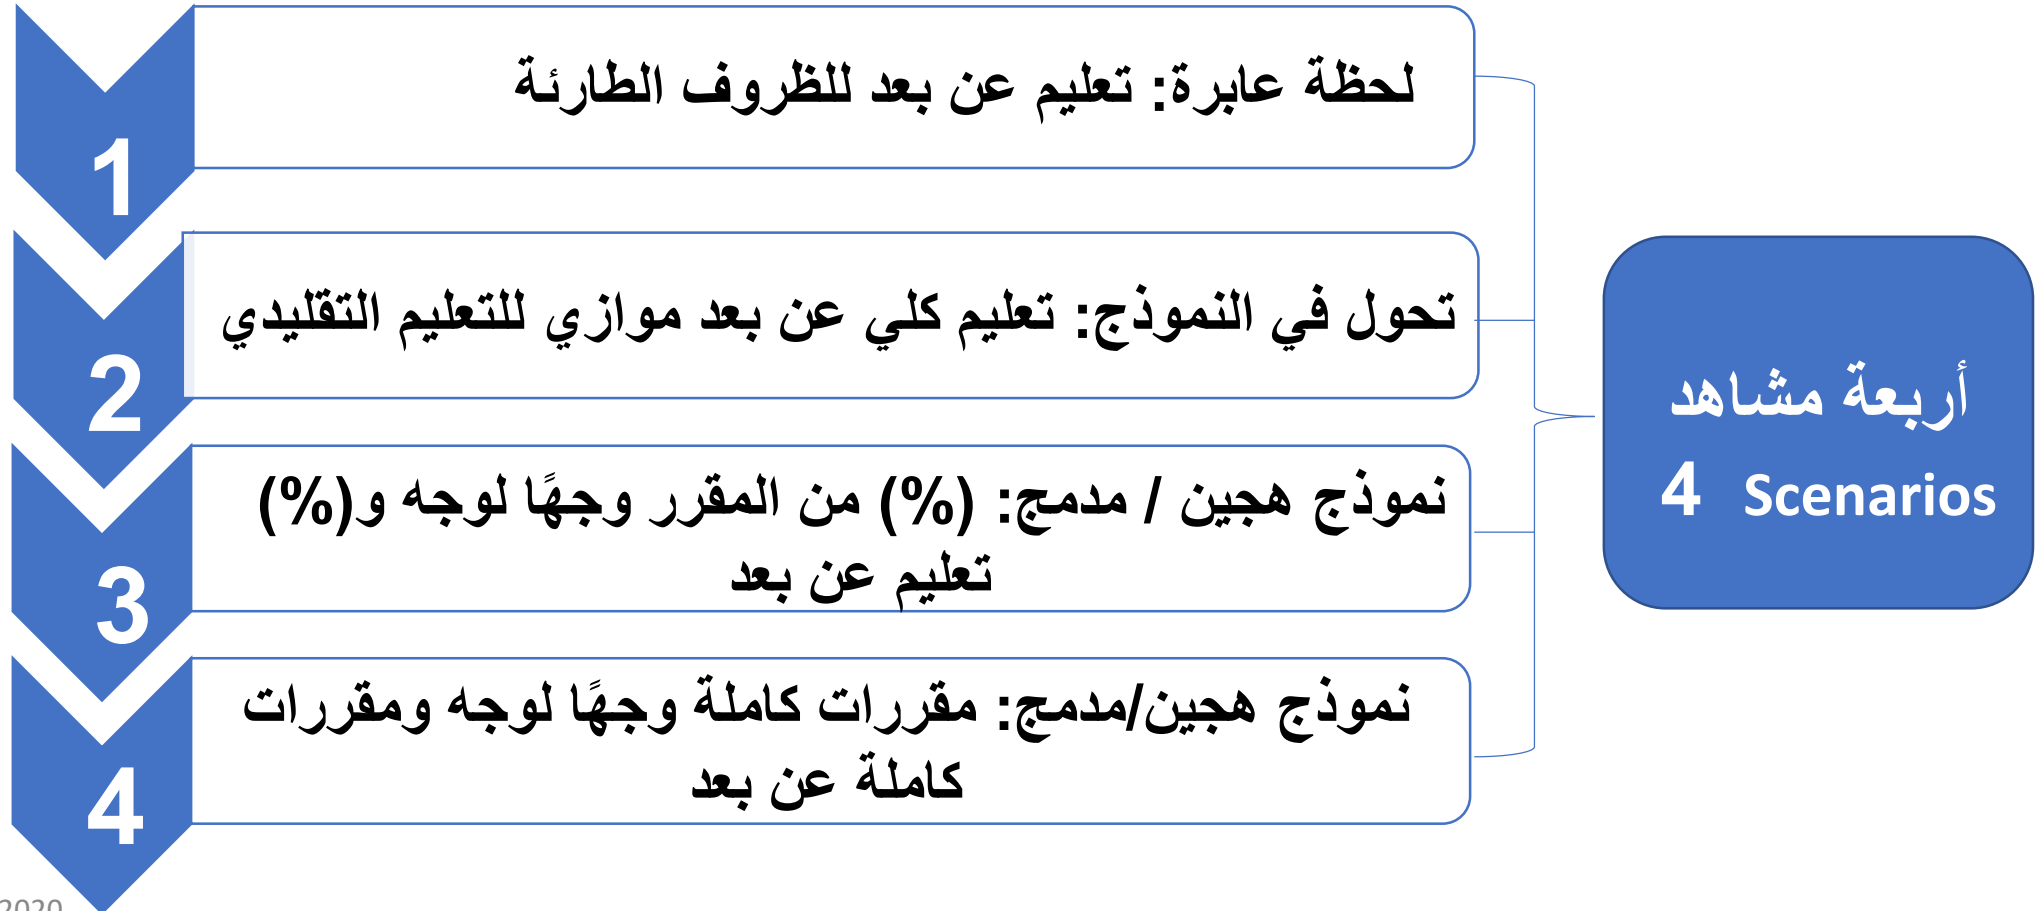 أربعة مشاهد
4 Scenarios
1
لحظة عابرة: تعليم عن بعد للظروف الطارئة
2
تحول في النموذج: تعليم كلي عن بعد موازي للتعليم التقليدي
3
نموذج هجين / مدمج: (%) من المقرر وجهًا لوجه و(%)
تعليم عن بعد
4
نموذج هجين/مدمج: مقررات كاملة وجهًا لوجه ومقررات
كاملة عن بعد
2020